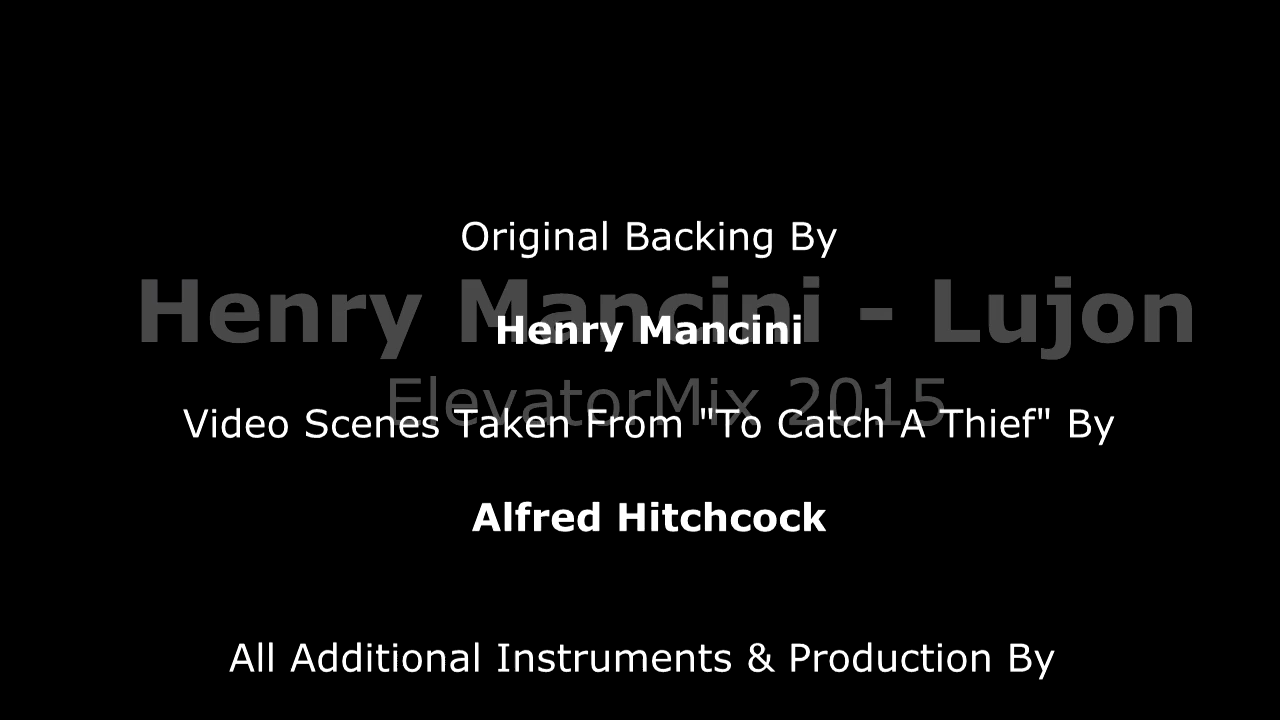 Original Backing By
Henry Mancini - Lujon
Henry Mancini
ElevatorMix 2015
Video Scenes Taken From "To Catch A Thief" By
Alfred Hitchcock
All Additional Instruments & Production By